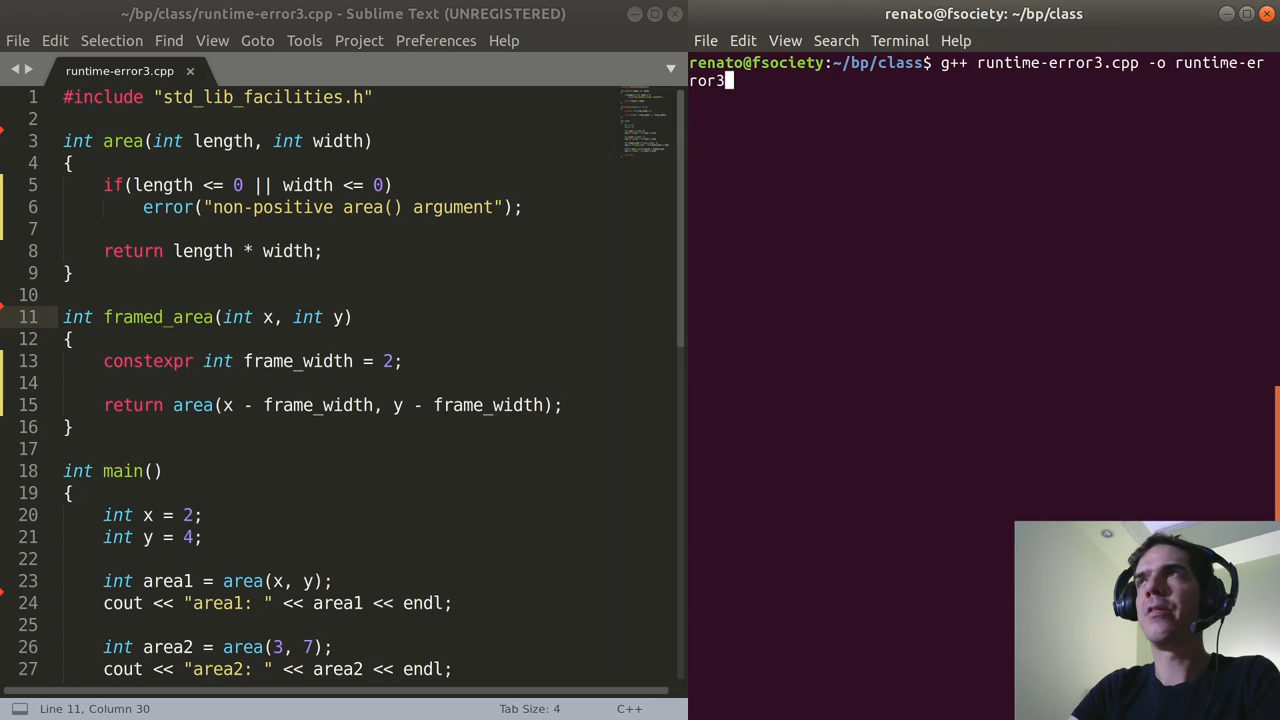 ~/bp/class/runtime-error3.cpp - Sublime Text (UNREGISTERED)
File Edit Selection Find View Goto Tools Project Preferences Help
runtime-error3.cpp
1 #include "std_lib_facilities.h"
2
3 int area(int length, int width)
4 {
5 if(length <= 0 || width <= 0)
6 error("non-positive area() argument");
7
8 return length * width;
9 }
10
11 int framed_area(int x, int y)
12 {
13 constexpr int frame_width = 2;
14
15 return area(x - frame_width, y - frame_width);
16 }
17
18 int main()
19 {
20 int x = 2;
21 int y = 4;
22
23 int area1 = area(x, y);
24 cout << "area1: " << area1 << endl;
25
26 int area2 = area(3, 7);
27 cout << "area2: " << area2 << endl;
Line 11, Column 30 Tab Size: 4 C++
renato@fsociety: ~/bp/class
File Edit View Search Terminal Help
renato@fsociety:~/bp/class$ g++ runtime-error3.cpp -o runtime-er
ror3